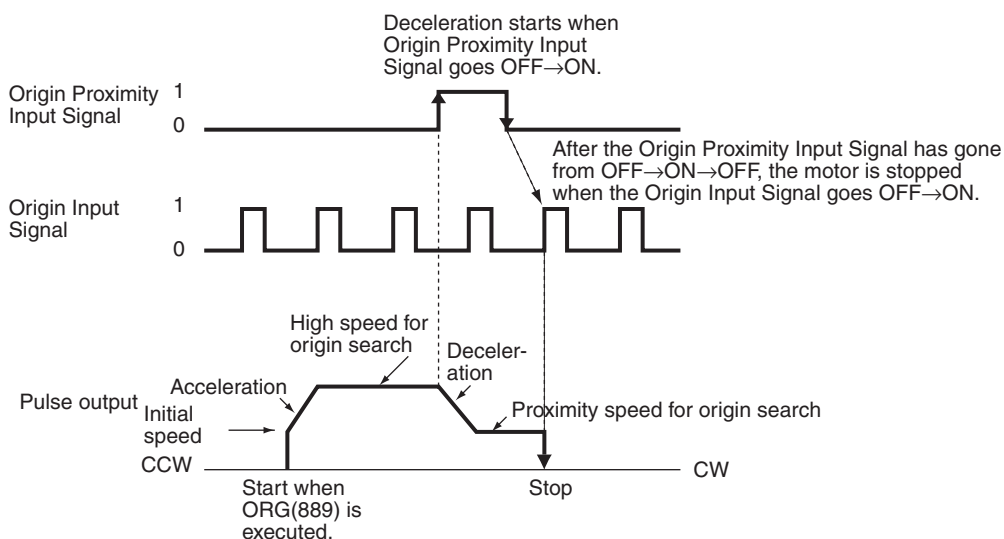 Deceleration starts when
Origin Proximity Input
Signal goes OFF→ON.
Origin Proximity
Input Signal
1
0
After the Origin Proximity Input Signal has gone
from OFF→ON→OFF, the motor is stopped
when the Origin Input Signal goes OFF→ON.
Origin Input
Signal
1
0
High speed for
origin search
Deceler-
ation
Acceleration
Pulse output
Initial
speed
Proximity speed for origin search
CCW
CW
Start when
ORG(889) is
executed.
Stop